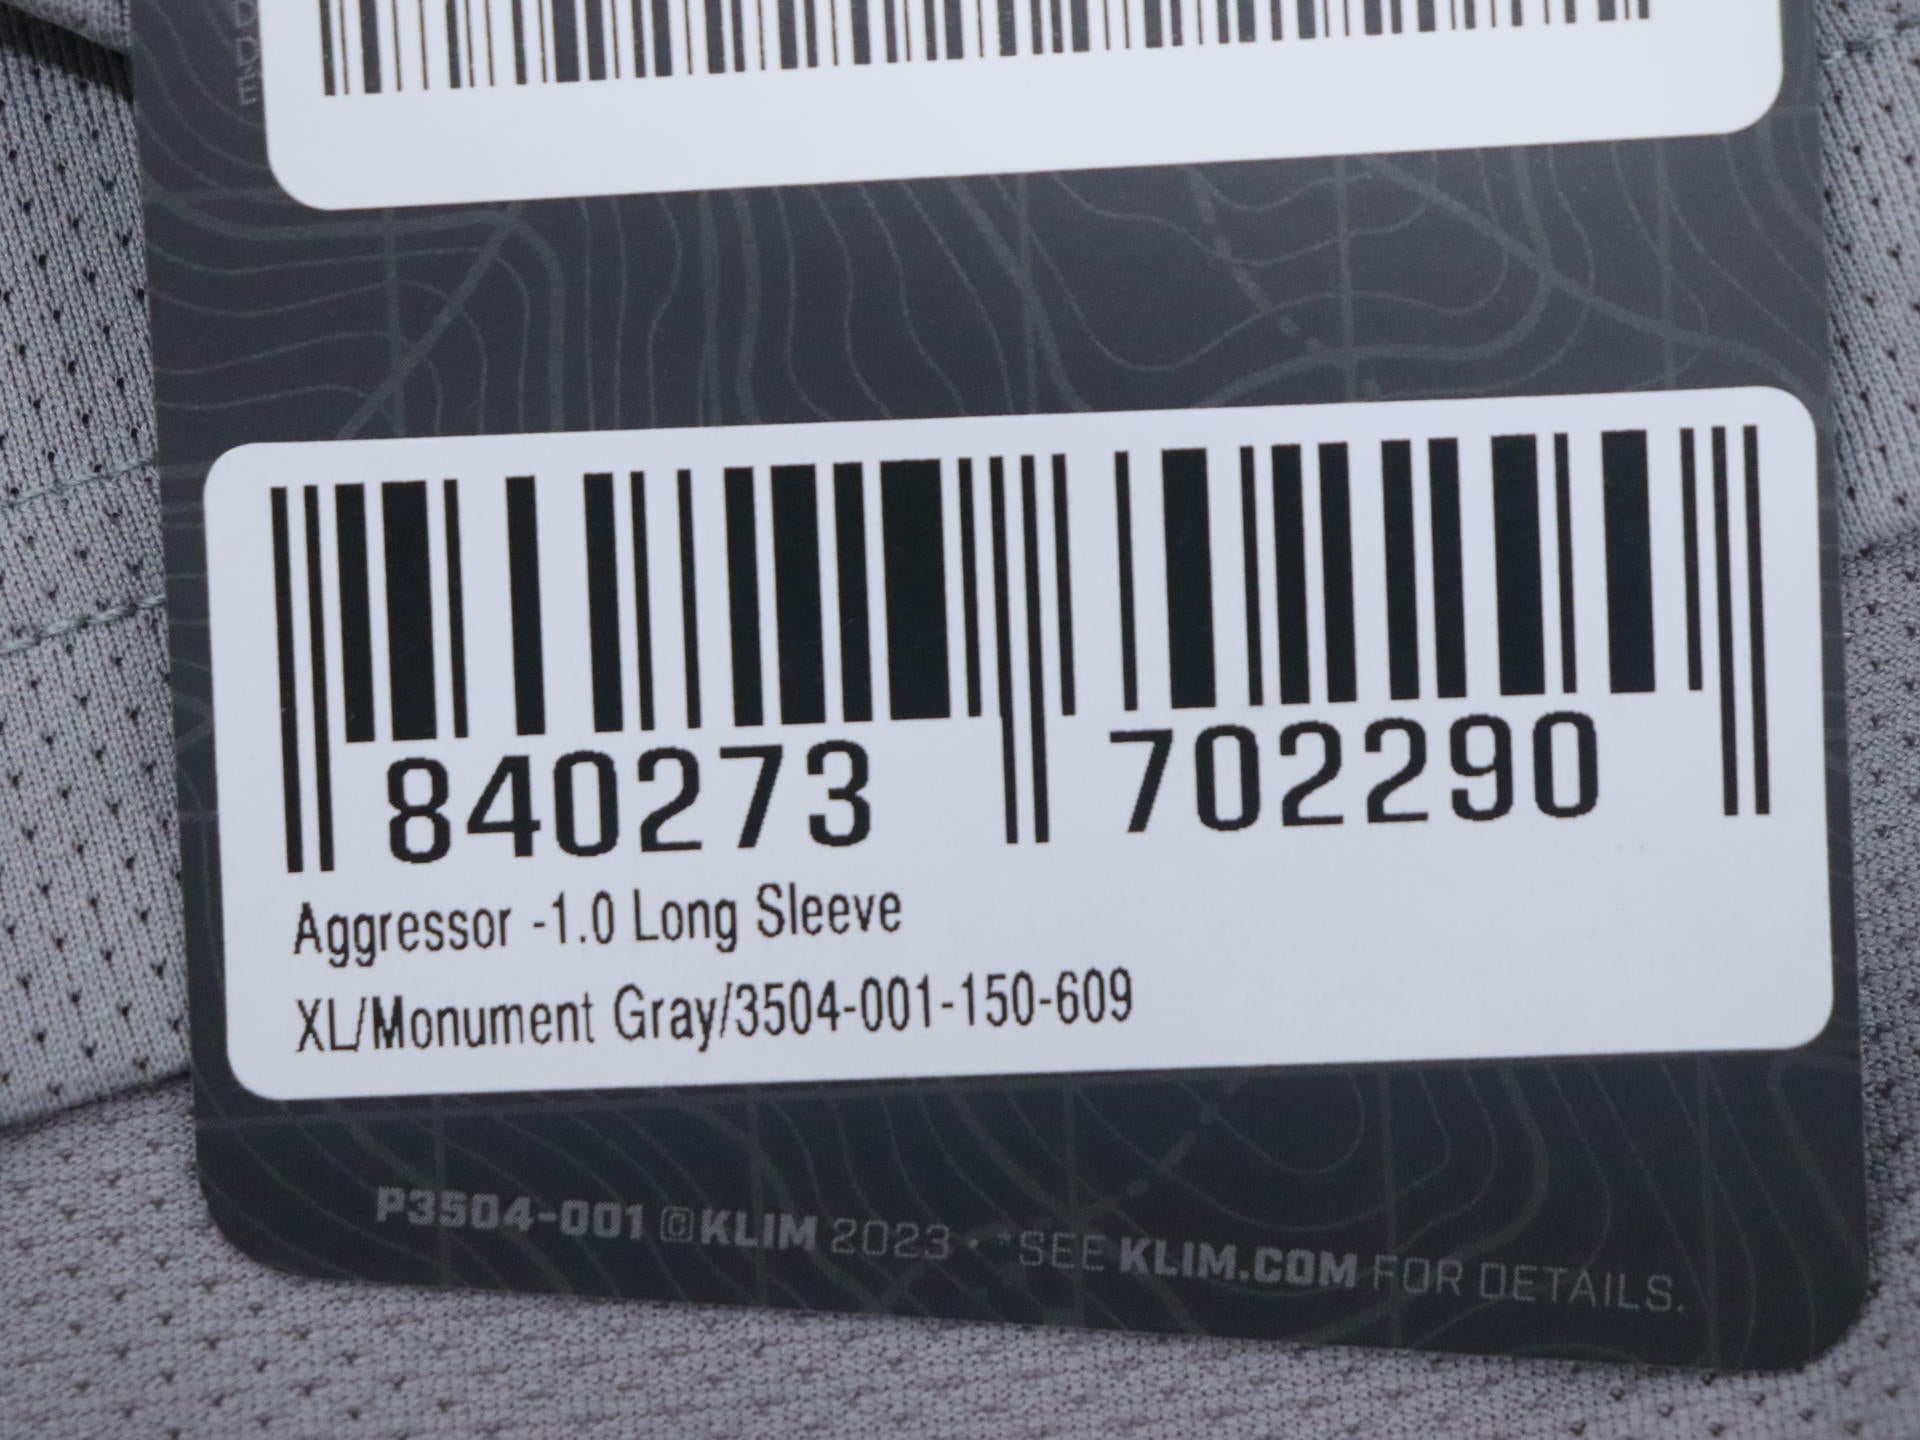 840273 702290
Aggressor -1.0 Long Sleeve
XL/Monument Gray/3504-001-150-609
P3504-001 ©KLIM 2023 • *SEE KLIM.COM FOR DETAILS.